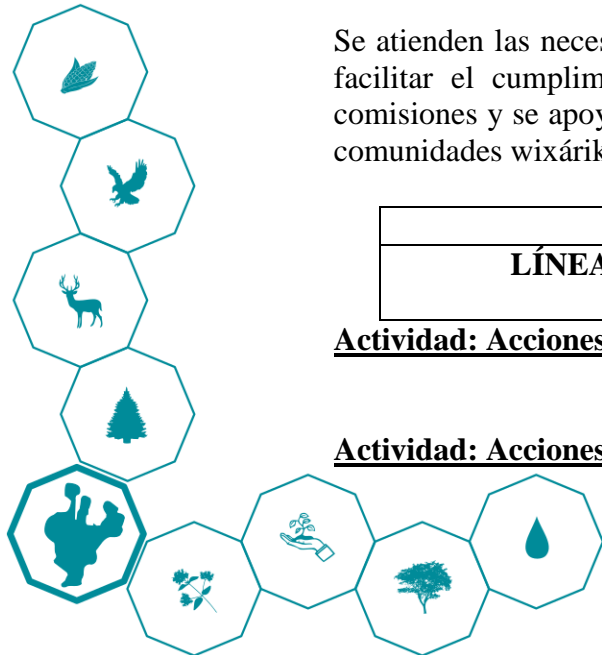 Se atienden las neces
facilitar el cumplim
comisiones y se apoy
comunidades wixárik
LÍNEA
Actividad: Acciones
Actividad: Acciones